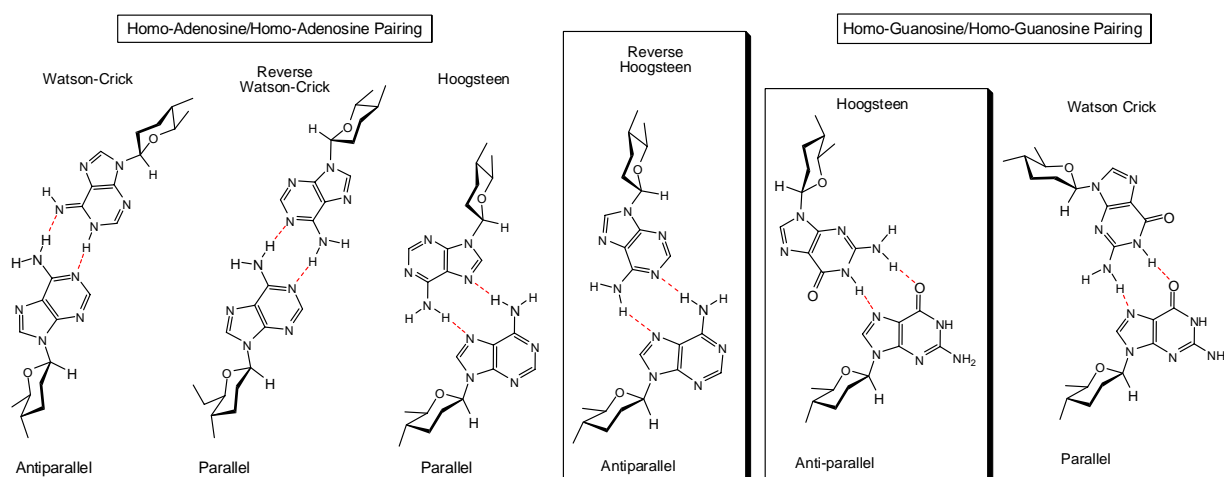 Homo-Adenosine/Homo-Adenosine Pairing
Homo-Guanosine/Homo-Guanosine Pairing
Watson-Crick
Reverse
Watson-Crick
Hoogsteen
Reverse
Hoogsteen
Hoogsteen
Watson Crick
Antiparallel
Parallel
Parallel
Antiparallel
Anti-parallel
Parallel